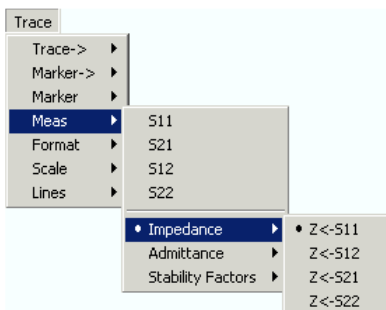 Trace
Trace->
Marker->
Marker
Meas
Format
Scale
Lines
S11
S21
S12
S22
Impedance
Admittance
Stability Factors
Z<-S11
Z<-S12
Z<-S21
Z<-S22